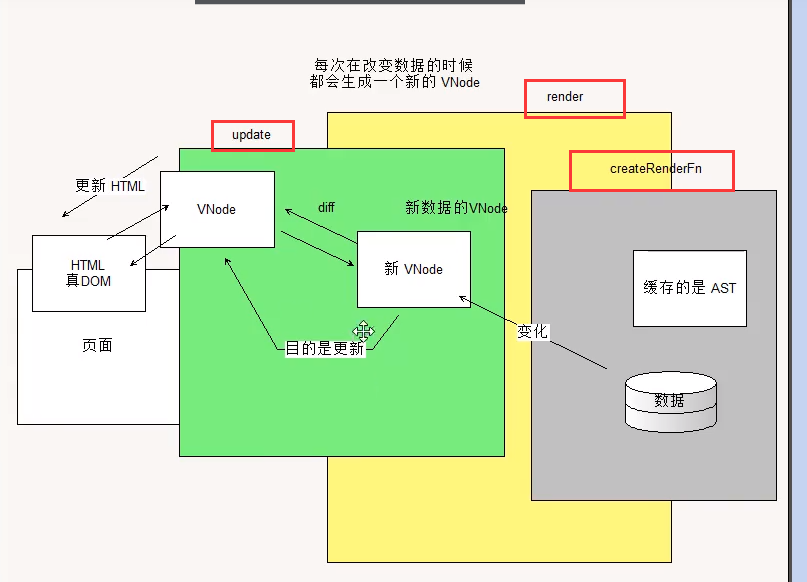 每次在改变数据的时候
都会生成一个新的 VNode
render
update
createRenderFn
更新 HTML
VNode
diff
新数据的VNode
HTML
真DOM
新 VNode
缓存的是 AST
页面
目的是更新
变化
数据